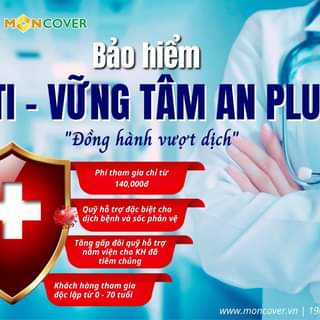 MONCOVER
Bảo hiểm
TI - VỮNG TÂM AN PLU
"Đồng hành vượt dịch"
Phí tham gia chỉ từ
140,000đ
Quỹ hỗ trợ đặc biệt cho
dịch bệnh và sốc phản vệ
Tăng gấp đôi quỹ hỗ trợ
nằm viện cho KH đã
tiêm chủng
Khách hàng tham gia
độc lập từ 0 - 70 tuổi
www.moncover.vn | 19